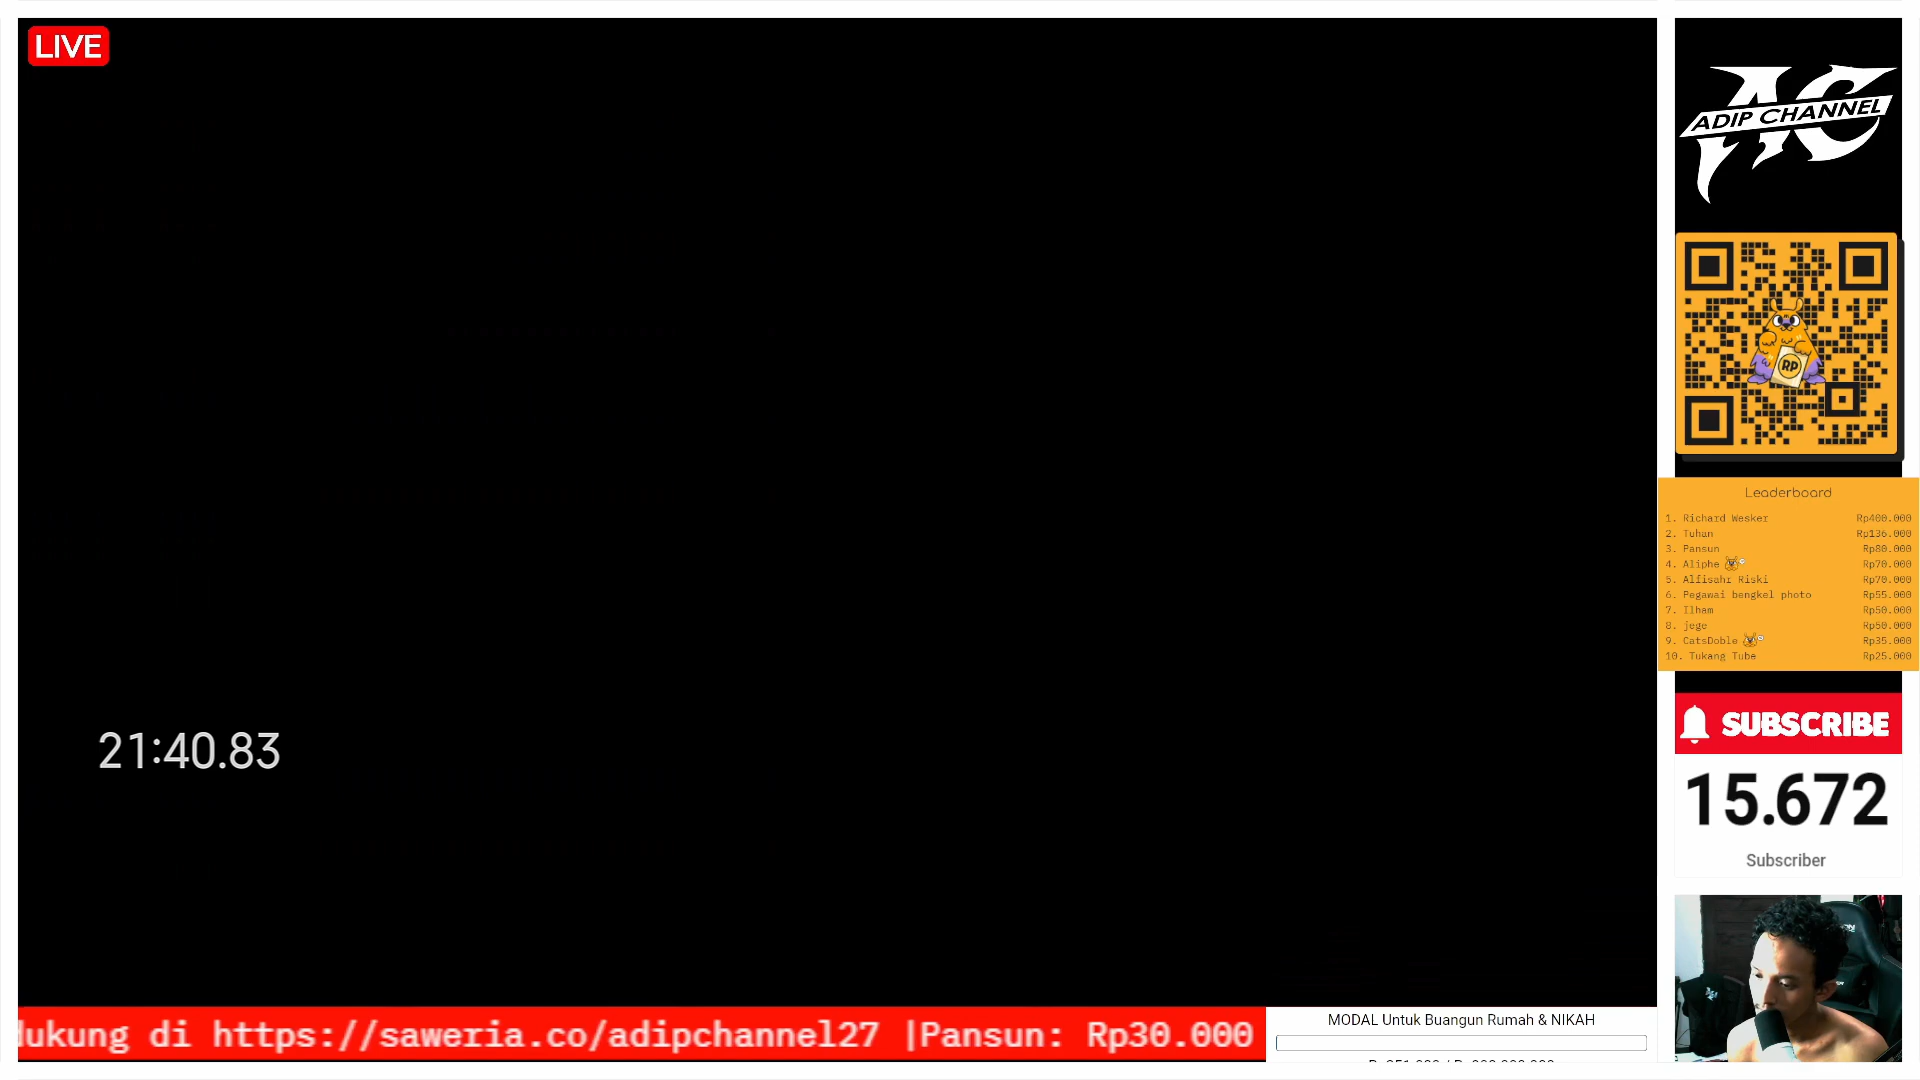 LIVE
ADIP CHANNEL
RP
Leaderboard
1. Richard Wesker Rp400.000
2. Tuhan Rp136.000
3. Pansun Rp80.000
4. Aliphe Rp70.000
5. Alfisahr Riski Rp70.000
6. Pegawai bengkel photo Rp55.000
7. Ilham Rp50.000
8. jege Rp50.000
9. CatsDoble Rp35.000
10. Tukang Tube Rp25.000
21:40.83
SUBSCRIBE
15.672
Subscriber
dukung di https://saweria.co/adipchannel27 |Pansun: Rp30.000
MODAL Untuk Buangun Rumah & NIKAH